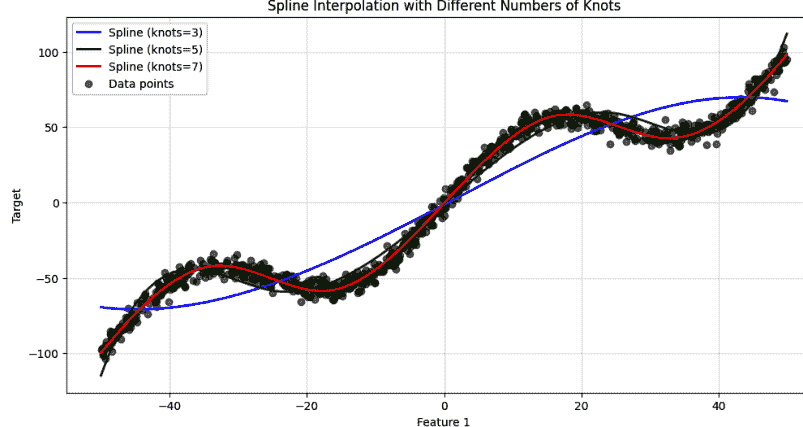 Spline Interpolation with Different Numbers of Knots
Spline (knots=3)
Spline (knots=5)
Spline (knots=7)
Data points
100
50
0
−50
−100
Target
−40
−20
0
20
40
Feature 1